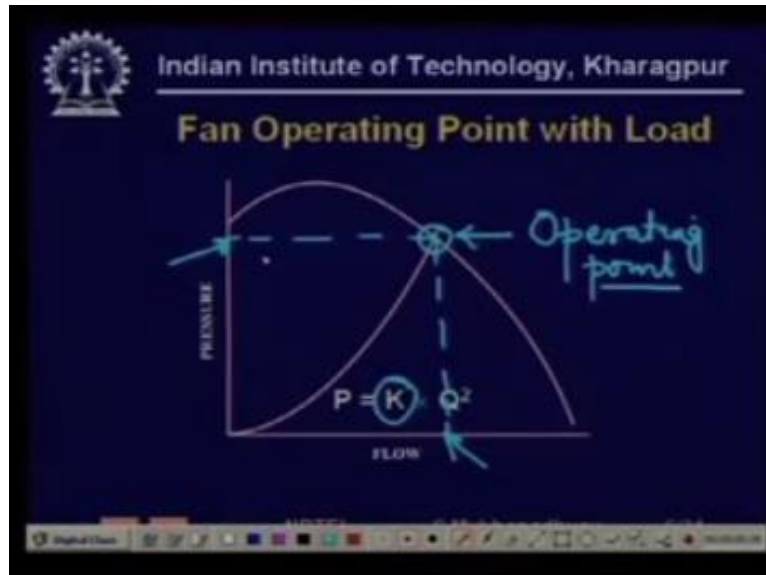 Indian Institute of Technology, Kharagpur
Fan Operating Point with Load
Operating
point
PRESSURE
P = K × Q²
FLOW